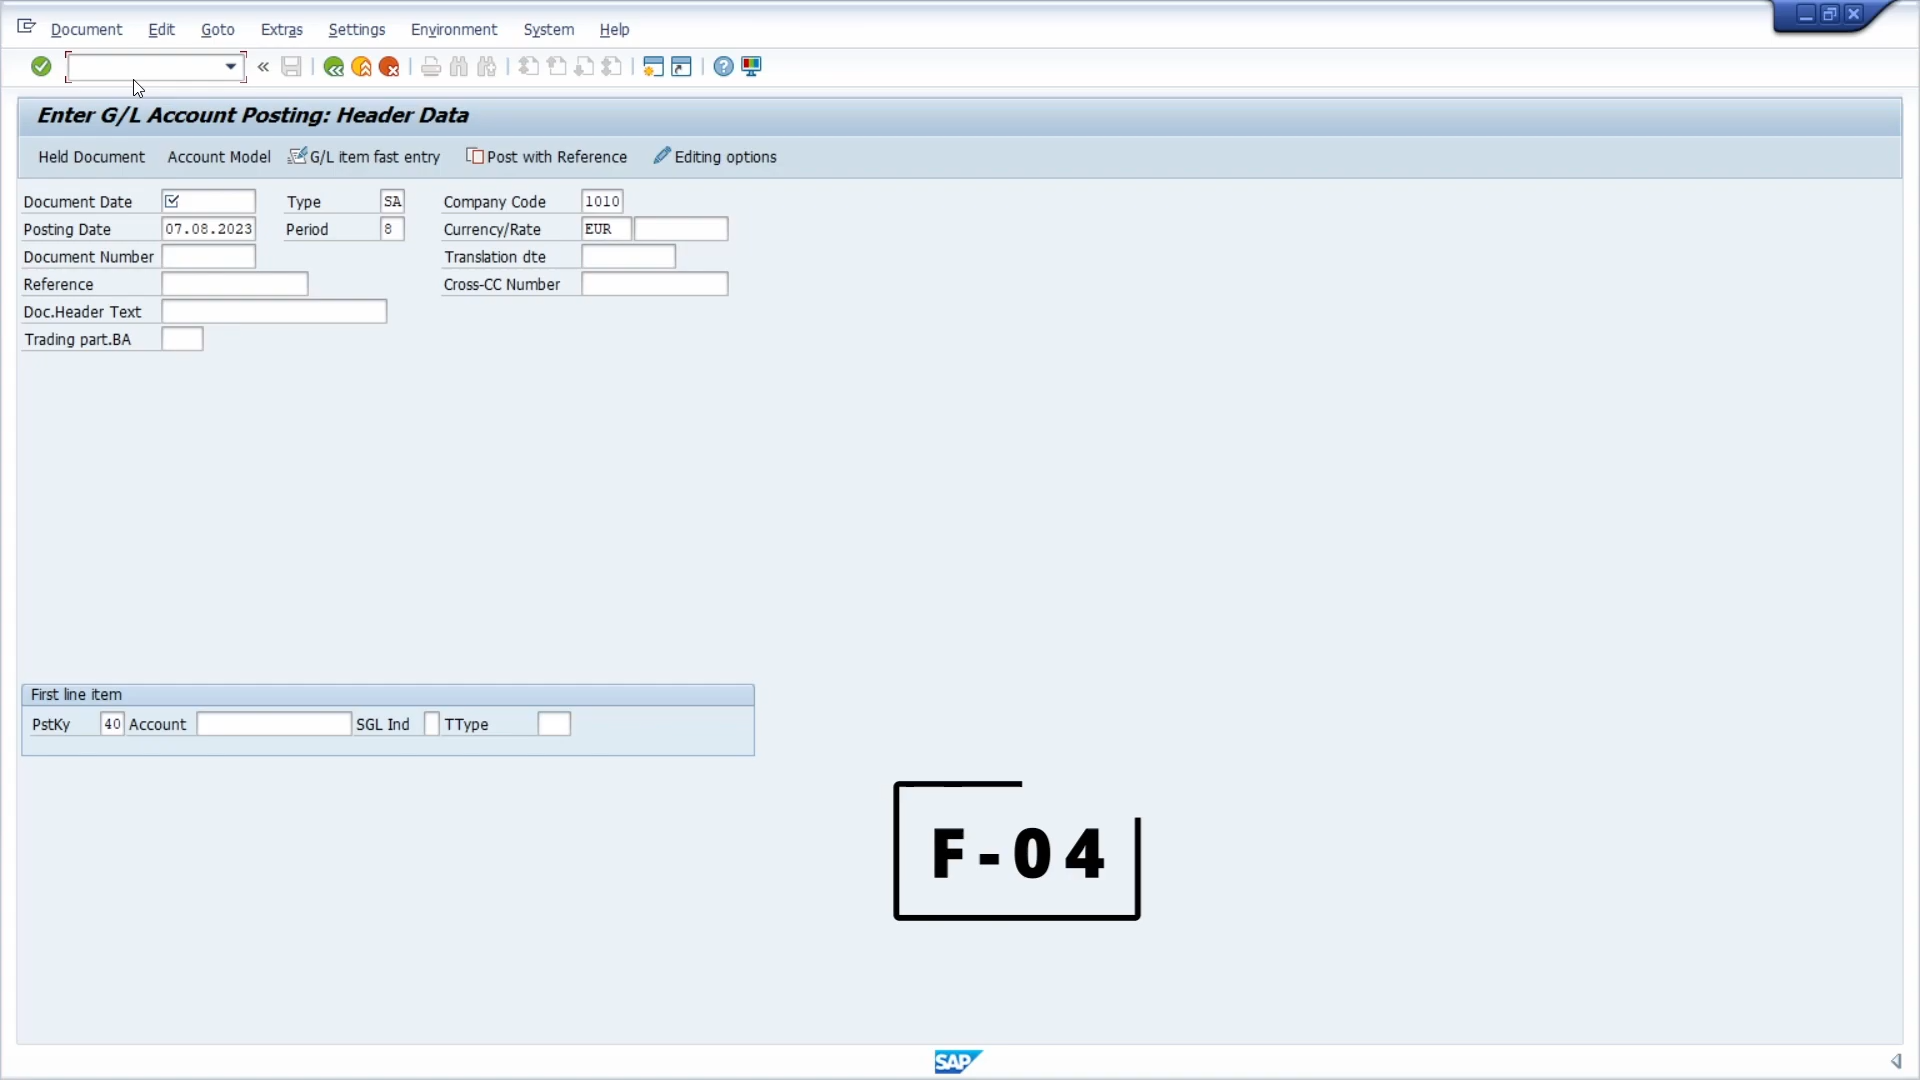 Document Edit Goto Extras Settings Environment System Help
Enter G/L Account Posting: Header Data
Held Document Account Model G/L item fast entry Post with Reference Editing options
Document Date Type SA Company Code 1010
Posting Date 07.08.2023 Period 8 Currency/Rate EUR
Document Number Translation dte
Reference Cross-CC Number
Doc.Header Text
Trading part.BA
First line item
PstKy 40 Account SGL Ind TType
F-04
SAP